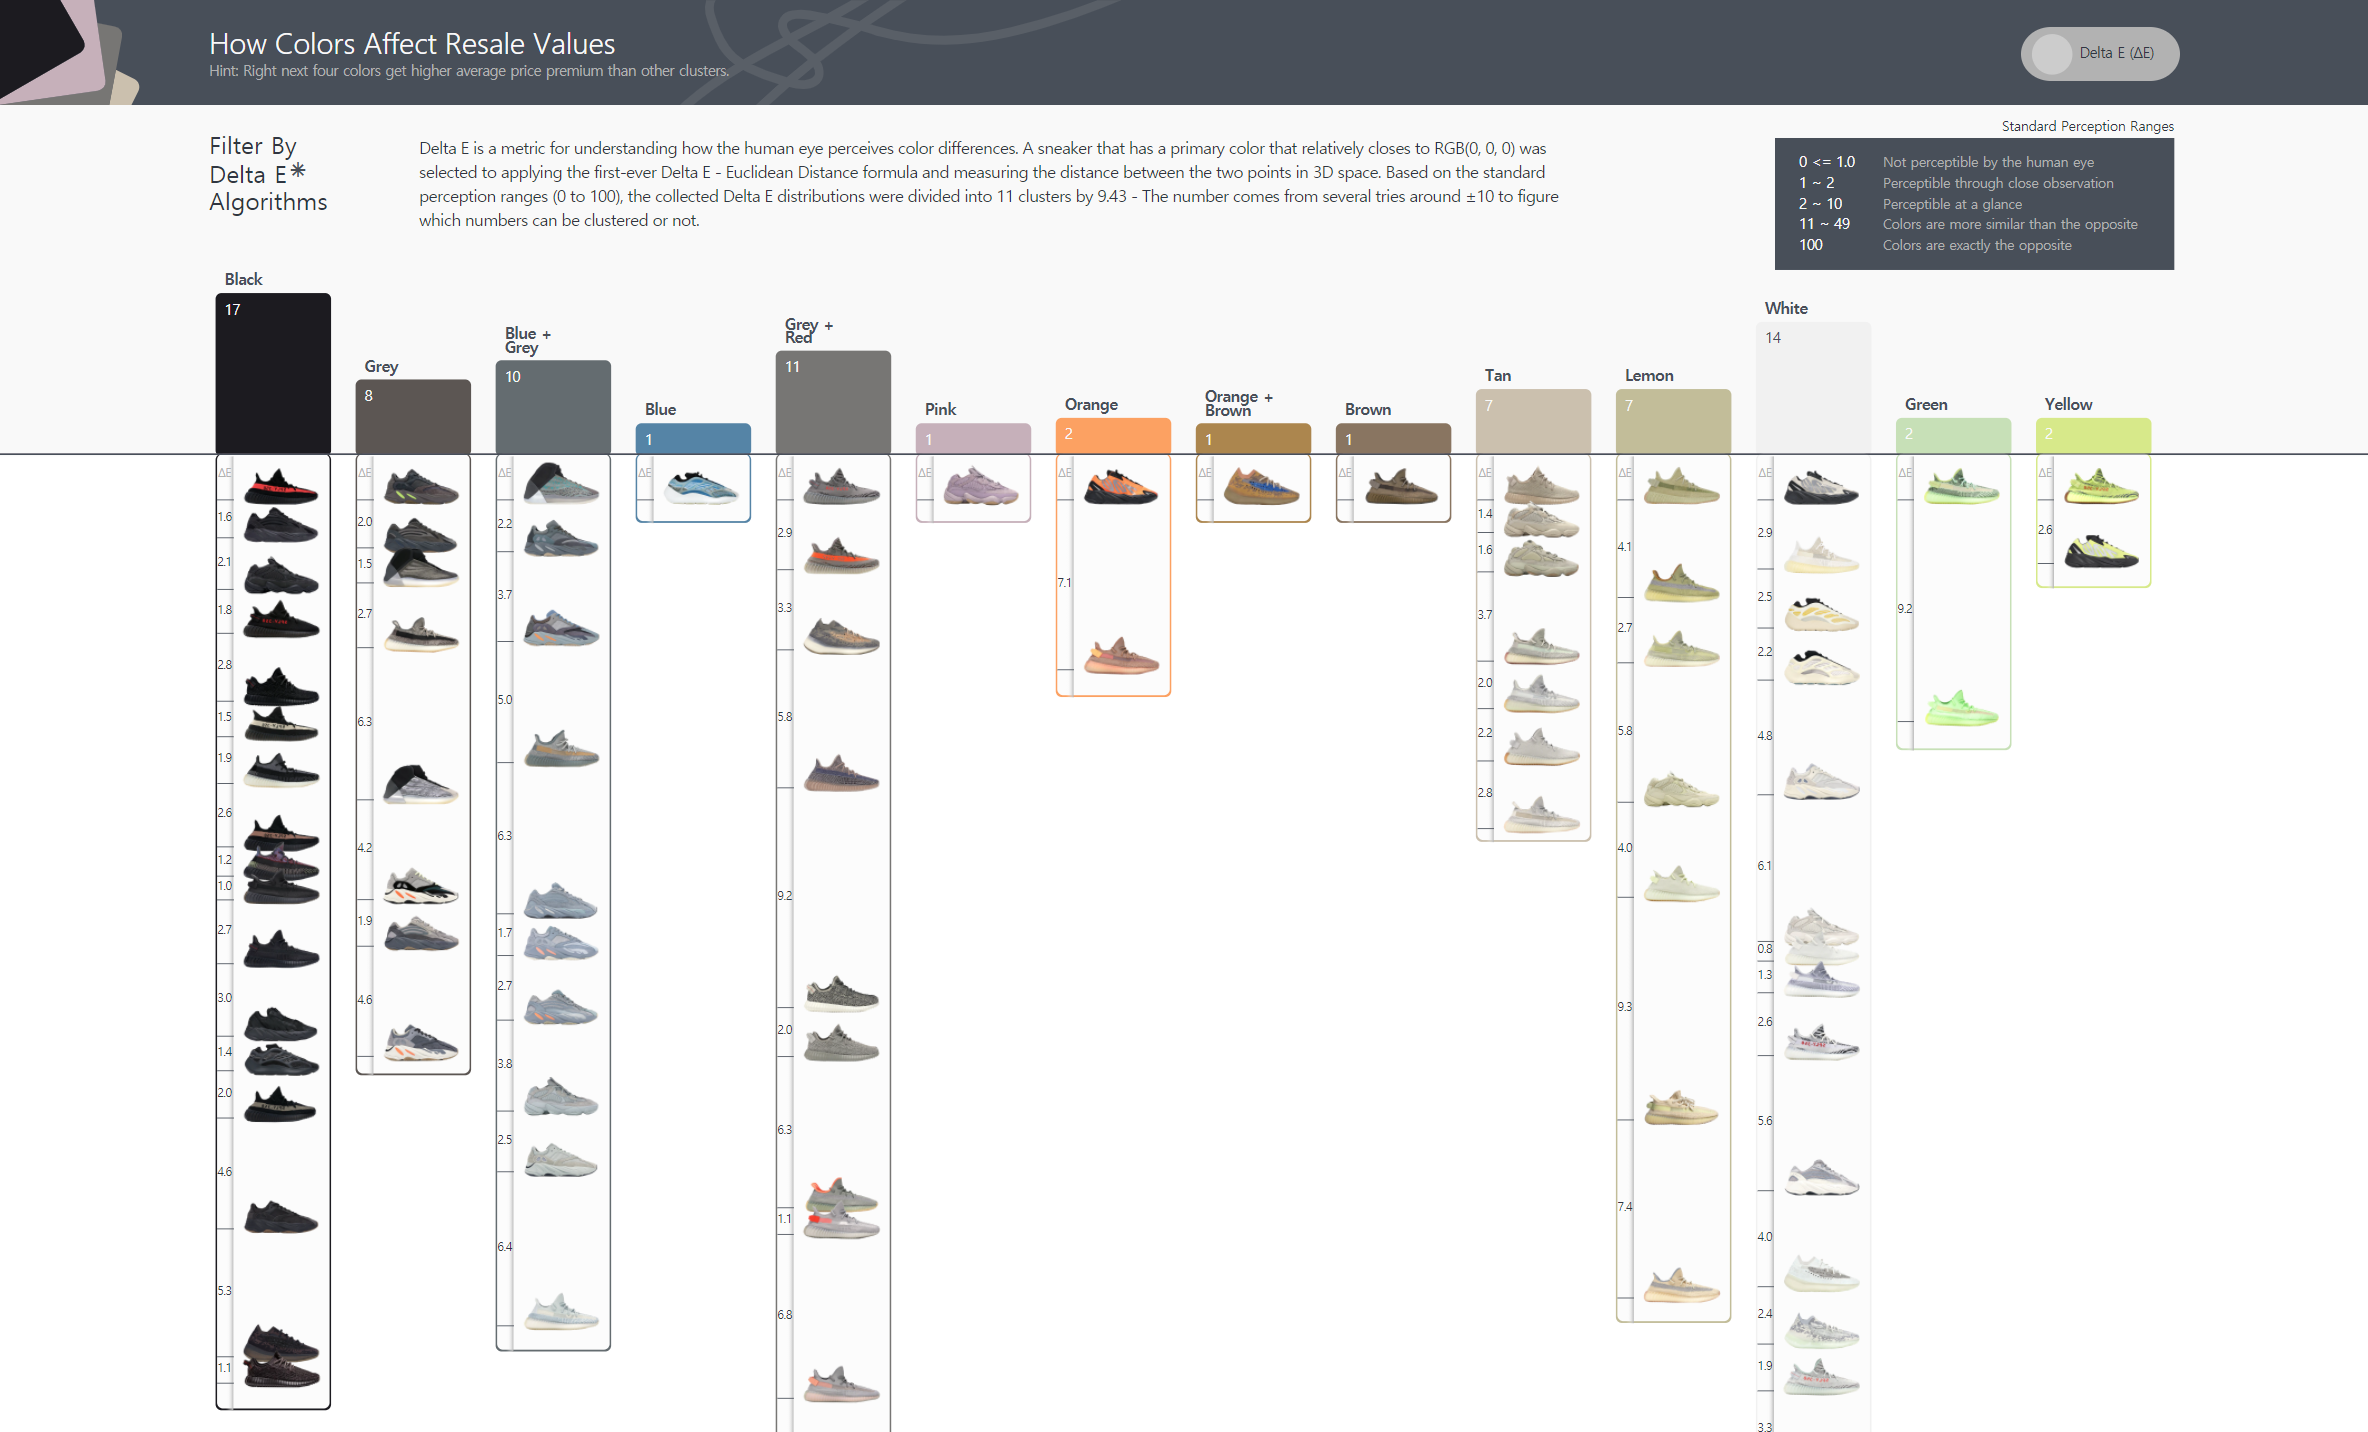 How Colors Affect Resale Values
Hint: Right next four colors get higher average price premium than other clusters.
Delta E (ΔE)
Filter By
Delta E*
Algorithms
Delta E is a metric for understanding how the human eye perceives color differences. A sneaker that has a primary color that relatively closes to RGB(0, 0, 0) was
selected to applying the first-ever Delta E - Euclidean Distance formula and measuring the distance between the two points in 3D space. Based on the standard
perception ranges (0 to 100), the collected Delta E distributions were divided into 11 clusters by 9.43 - The number comes from several tries around ±10 to figure
which numbers can be clustered or not.
Standard Perception Ranges
0 <= 1.0 Not perceptible by the human eye
1 ~ 2 Perceptible through close observation
2 ~ 10 Perceptible at a glance
11 ~ 49 Colors are more similar than the opposite
100 Colors are exactly the opposite
Black
17
ΔE
1.6
2.1
1.8
2.8
1.5
1.9
2.6
1.2
1.0
2.7
3.0
1.4
2.0
4.6
5.3
1.1
Grey
8
ΔE
2.0
1.5
2.7
6.3
4.2
1.9
4.6
Blue +
Grey
10
ΔE
2.2
3.7
5.0
6.3
1.7
2.7
3.8
2.5
6.4
Blue
1
ΔE
Grey +
Red
11
ΔE
2.9
3.3
5.8
9.2
2.0
6.3
1.1
6.8
Pink
1
ΔE
Orange
2
ΔE
7.1
Orange +
Brown
1
ΔE
Brown
1
ΔE
Tan
7
ΔE
1.4
1.6
3.7
2.0
2.2
2.8
Lemon
7
ΔE
4.1
2.7
5.8
4.0
9.3
7.4
White
14
ΔE
2.9
2.5
2.2
4.8
6.1
0.8
1.3
2.6
5.6
4.0
2.4
1.9
3.3
Green
2
ΔE
9.2
Yellow
2
ΔE
2.6